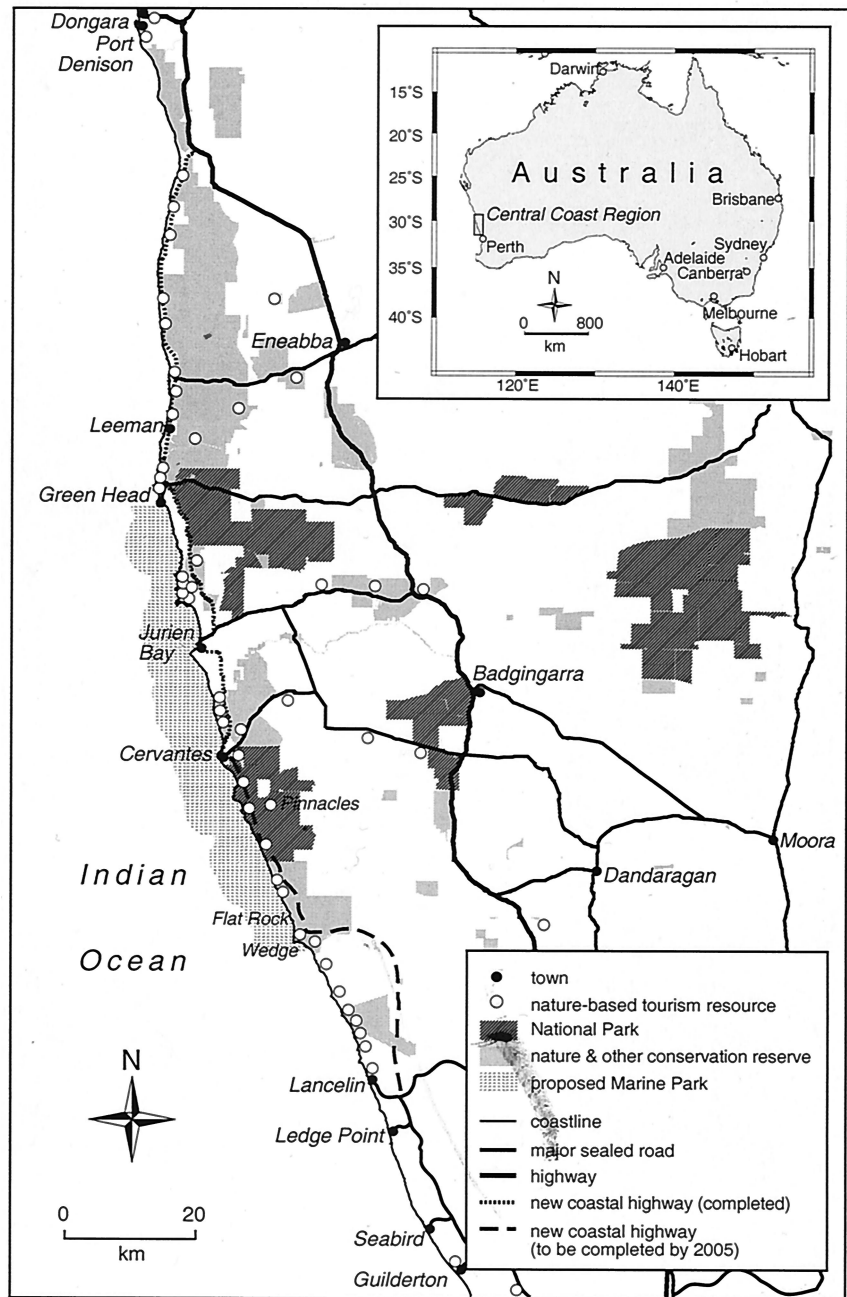 Dongara
Port
Denison
Darwin
15°S
20°S
25°S
30°S
35°S
40°S
Australia
Brisbane
Central Coast Region
Perth
Sydney
Adelaide
Canberra
Melbourne
Hobart
N
0 800
km
120°E 140°E
Eneabba
Leeman
Green Head
Jurien
Bay
Badgingarra
Cervantes
Pinnacles
Moora
Dandaragan
Indian
Ocean
Flat Rock
Wedge
N
Lancelin
Ledge Point
Seabird
Guilderton
0 20
km
town
nature-based tourism resource
National Park
nature & other conservation reserve
proposed Marine Park
coastline
major sealed road
highway
new coastal highway (completed)
new coastal highway
(to be completed by 2005)